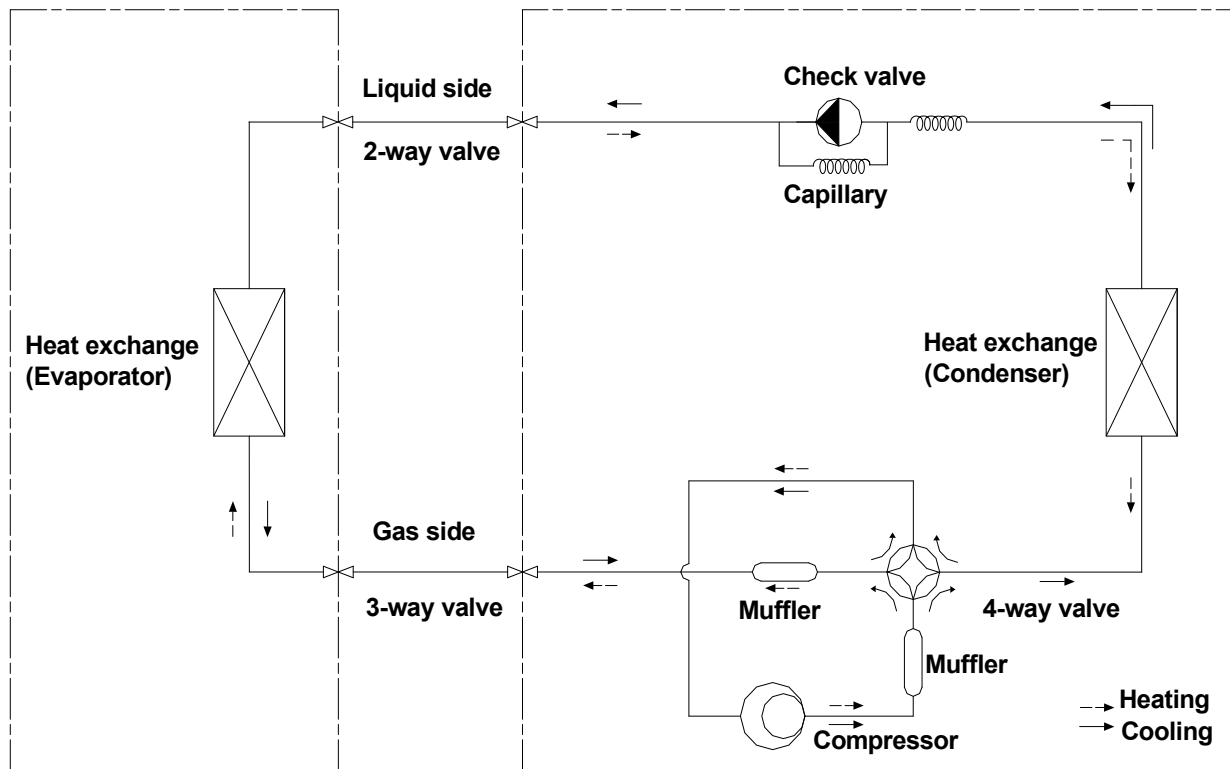 Check valve
Liquid side
2-way valve
Capillary
Heat exchange
(Evaporator)
Heat exchange
(Condenser)
Gas side
3-way valve
Muffler
4-way valve
Muffler
Compressor
Heating
Cooling